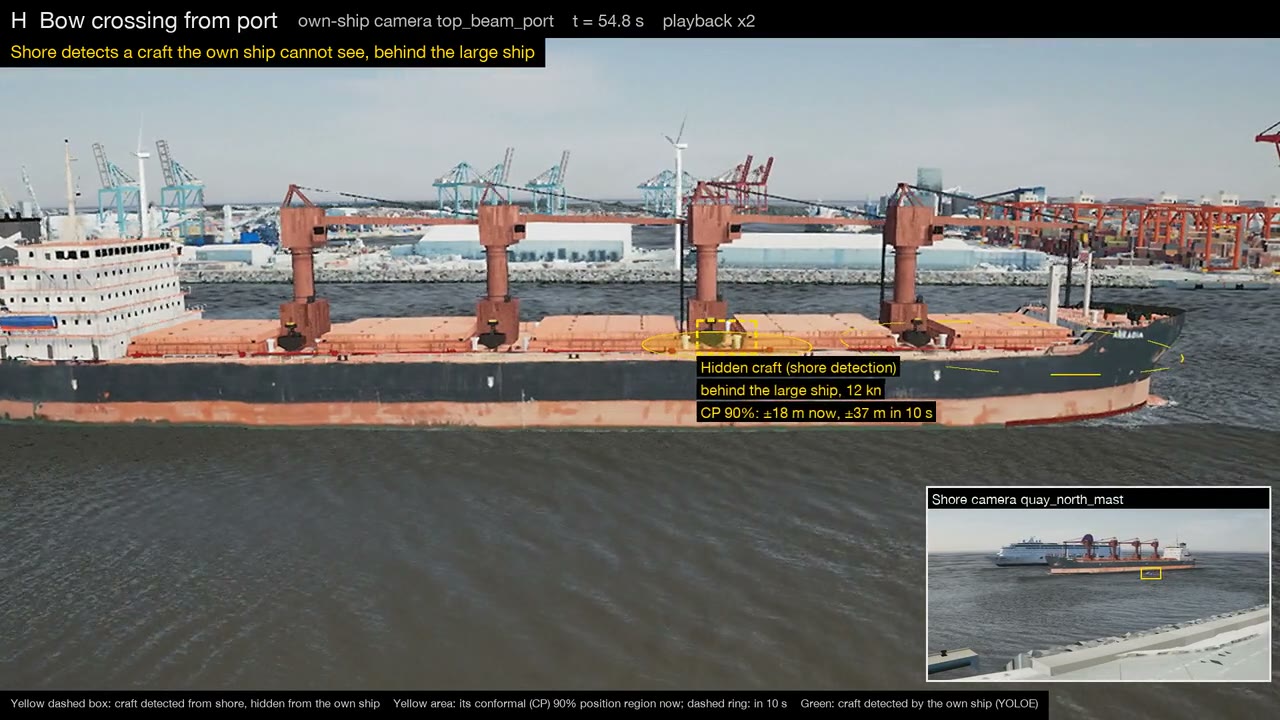 H Bow crossing from port own-ship camera top_beam_port t = 54.8 s playback x2
Shore detects a craft the own ship cannot see, behind the large ship
ARKADIA
Hidden craft (shore detection)
behind the large ship, 12 kn
CP 90%: ±18 m now, ±37 m in 10 s
Shore camera quay_north_mast
Yellow dashed box: craft detected from shore, hidden from the own ship Yellow area: its conformal (CP) 90% position region now; dashed ring: in 10 s Green: craft detected by the own ship (YOLOE)